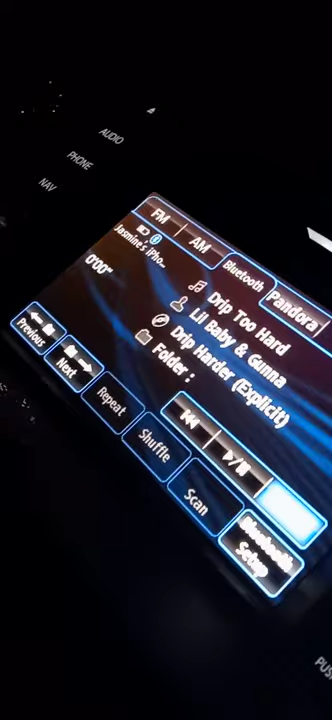 AUDIO
PHONE
NAV
FM
AM
Bluetooth
Pandora
Jasmine's iPho...
0'00"
Drip Too Hard
Lil Baby & Gunna
Drip Harder (Explicit)
Folder :
Previous
Next
Repeat
Shuffle
Scan
Bluetooth
Setup
PUS